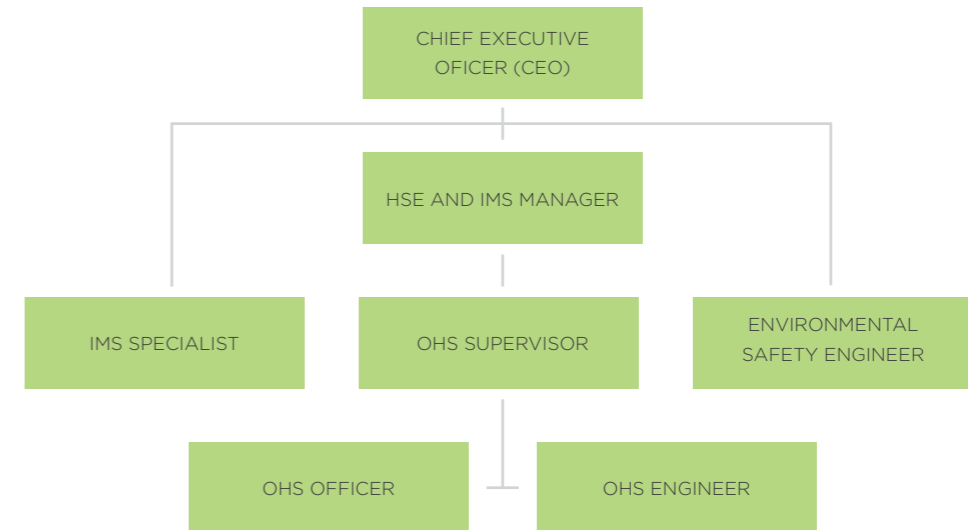 CHIEF EXECUTIVE
OFICER (CEO)
HSE AND IMS MANAGER
IMS SPECIALIST
OHS SUPERVISOR
ENVIRONMENTAL
SAFETY ENGINEER
OHS OFFICER
OHS ENGINEER